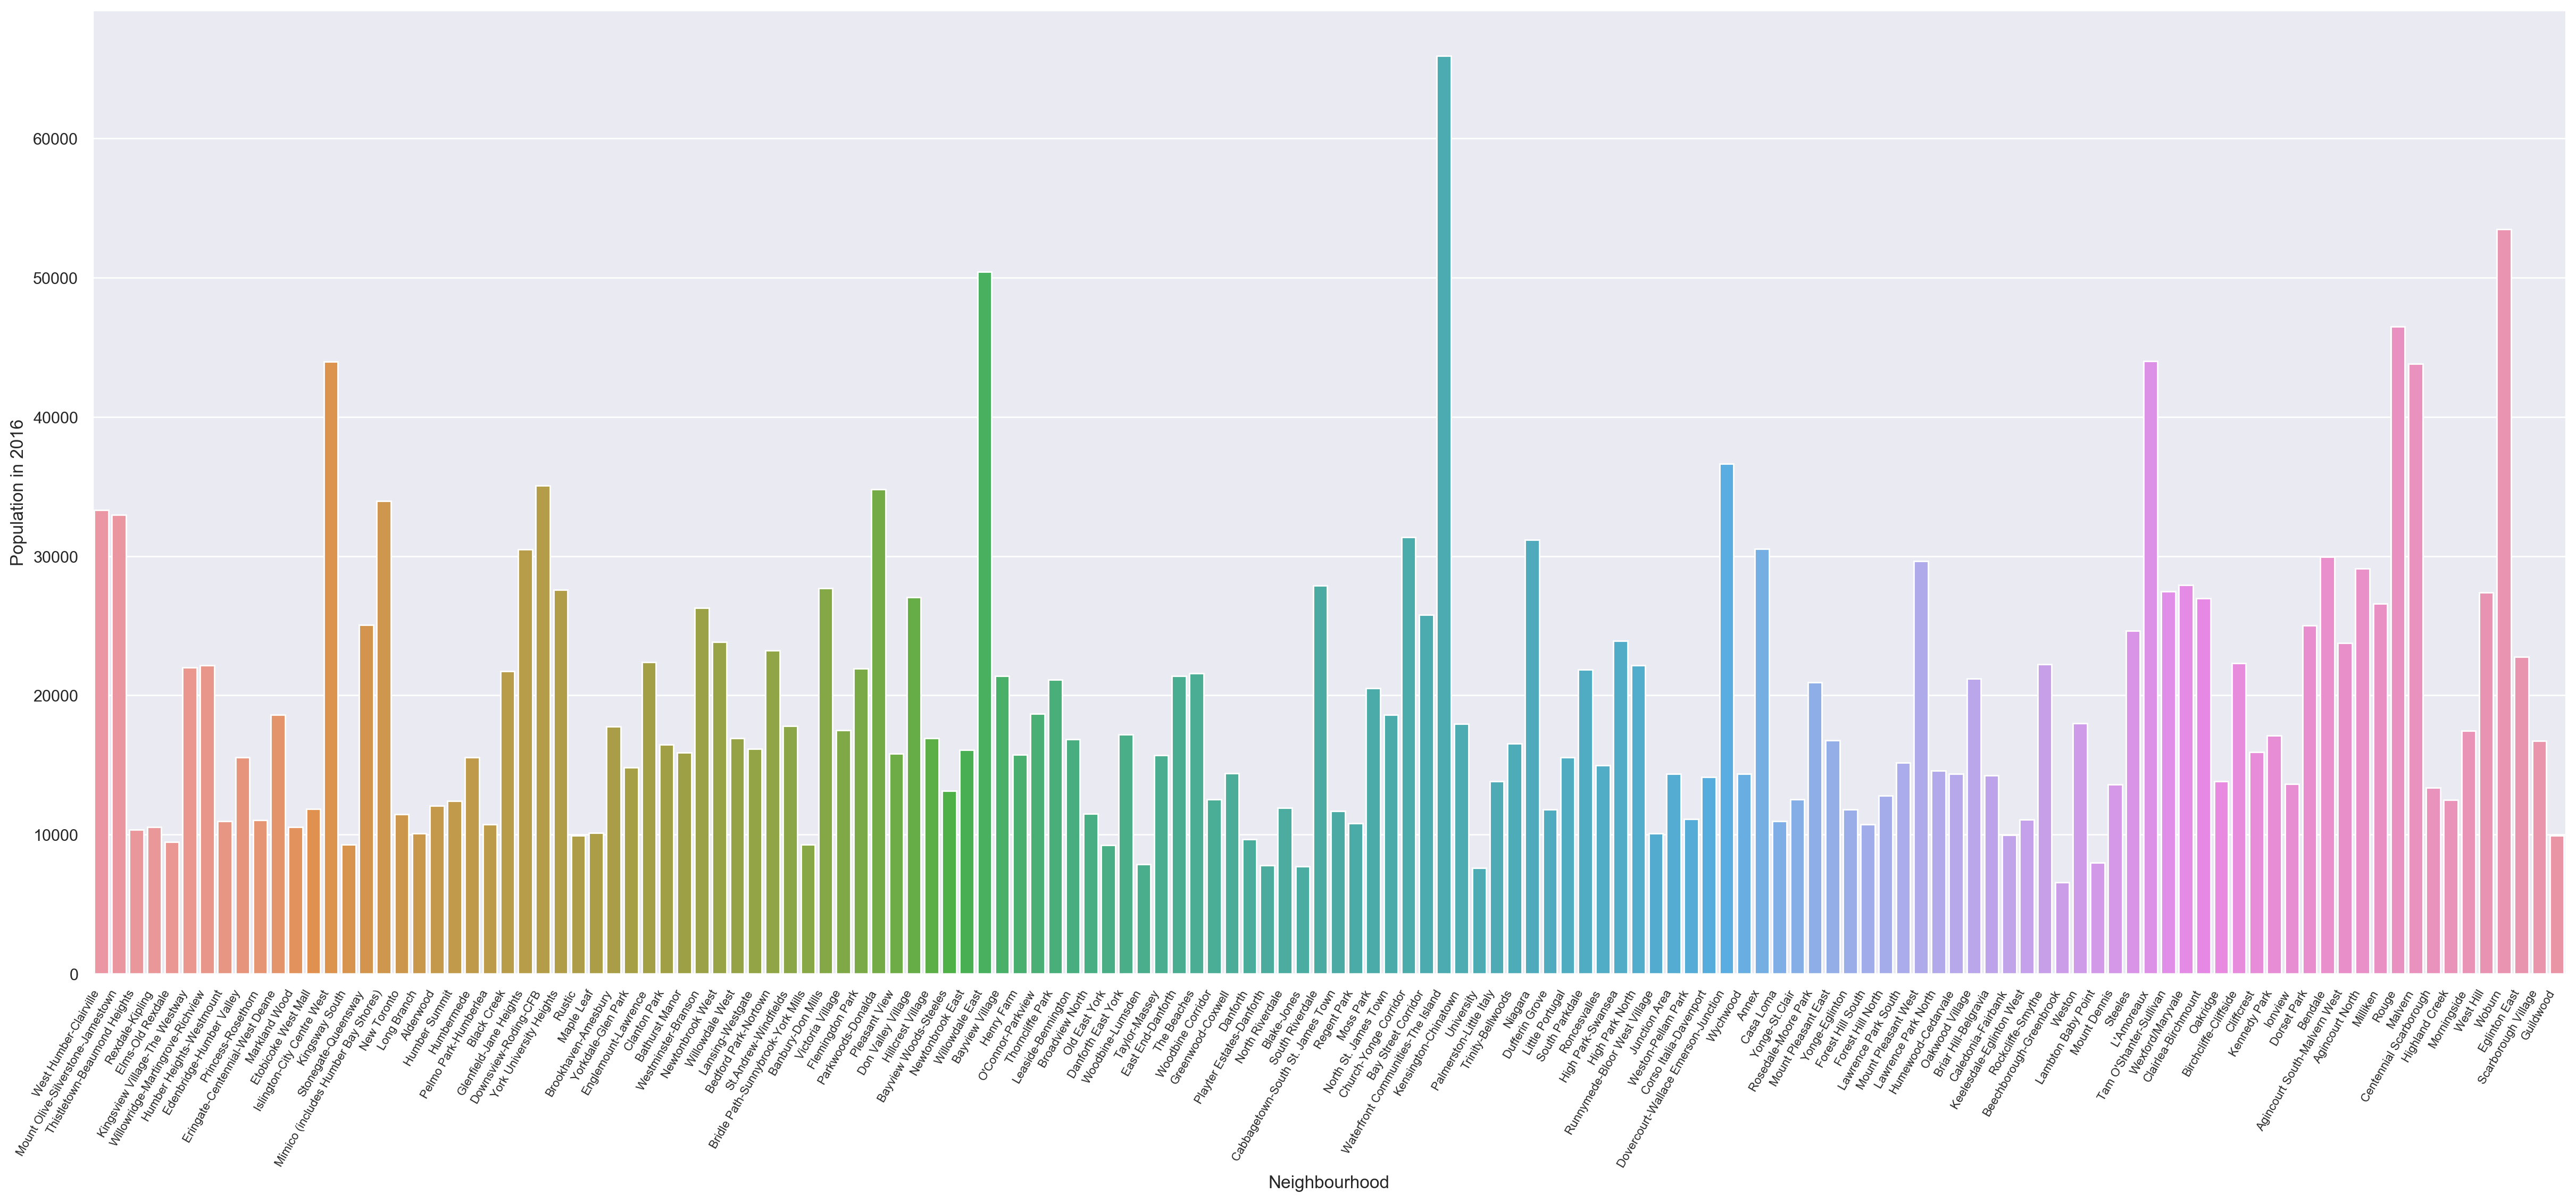 60000
50000
40000
30000
20000
10000
0
Population in 2016
West Humber-Clairville
Mount Olive-Silverstone-Jamestown
Thistletown-Beaumond Heights
Rexdale-Kipling
Elms-Old Rexdale
Kingsview Village-The Westway
Willowridge-Martingrove-Richview
Humber Heights-Westmount
Edenbridge-Humber Valley
Princess-Rosethorn
Eringate-Centennial-West Deane
Markland Wood
Etobicoke West Mall
Islington-City Centre West
Kingsway South
Stonegate-Queensway
Mimico (includes Humber Bay Shores)
New Toronto
Long Branch
Alderwood
Humber Summit
Humbermede
Pelmo Park-Humberlea
Black Creek
Glenfield-Jane Heights
Downsview-Roding-CFB
York University Heights
Rustic
Maple Leaf
Brookhaven-Amesbury
Yorkdale-Glen Park
Englemount-Lawrence
Clanton Park
Bathurst Manor
Westminster-Branson
Newtonbrook West
Willowdale West
Lansing-Westgate
Bedford Park-Nortown
St.Andrew-Windfields
Bridle Path-Sunnybrook-York Mills
Banbury-Don Mills
Victoria Village
Flemingdon Park
Parkwoods-Donalda
Pleasant View
Don Valley Village
Hillcrest Village
Bayview Woods-Steeles
Newtonbrook East
Willowdale East
Bayview Village
Henry Farm
O'Connor-Parkview
Thorncliffe Park
Leaside-Bennington
Broadview North
Old East York
Danforth East York
Woodbine-Lumsden
Taylor-Massey
East End-Danforth
The Beaches
Woodbine Corridor
Greenwood-Coxwell
Danforth
Playter Estates-Danforth
North Riverdale
Blake-Jones
South Riverdale
Cabbagetown-South St. James Town
Regent Park
Moss Park
North St. James Town
Church-Yonge Corridor
Bay Street Corridor
Waterfront Communities-The Island
Kensington-Chinatown
University
Palmerston-Little Italy
Trinity-Bellwoods
Niagara
Dufferin Grove
Little Portugal
South Parkdale
Roncesvalles
High Park-Swansea
High Park North
Runnymede-Bloor West Village
Junction Area
Weston-Pellam Park
Corso Italia-Davenport
Dovercourt-Wallace Emerson-Junction
Wychwood
Annex
Casa Loma
Yonge-St.Clair
Rosedale-Moore Park
Mount Pleasant East
Yonge-Eglinton
Forest Hill South
Forest Hill North
Lawrence Park South
Mount Pleasant West
Lawrence Park North
Humewood-Cedarvale
Oakwood Village
Briar Hill-Belgravia
Caledonia-Fairbank
Keelesdale-Eglinton West
Rockcliffe-Smythe
Beechborough-Greenbrook
Weston
Lambton Baby Point
Mount Dennis
Steeles
L'Amoreaux
Tam O'Shanter-Sullivan
Wexford/Maryvale
Clairlea-Birchmount
Oakridge
Birchcliffe-Cliffside
Cliffcrest
Kennedy Park
Ionview
Dorset Park
Bendale
Agincourt South-Malvern West
Agincourt North
Milliken
Rouge
Malvern
Centennial Scarborough
Highland Creek
Morningside
West Hill
Woburn
Eglinton East
Scarborough Village
Guildwood
Neighbourhood